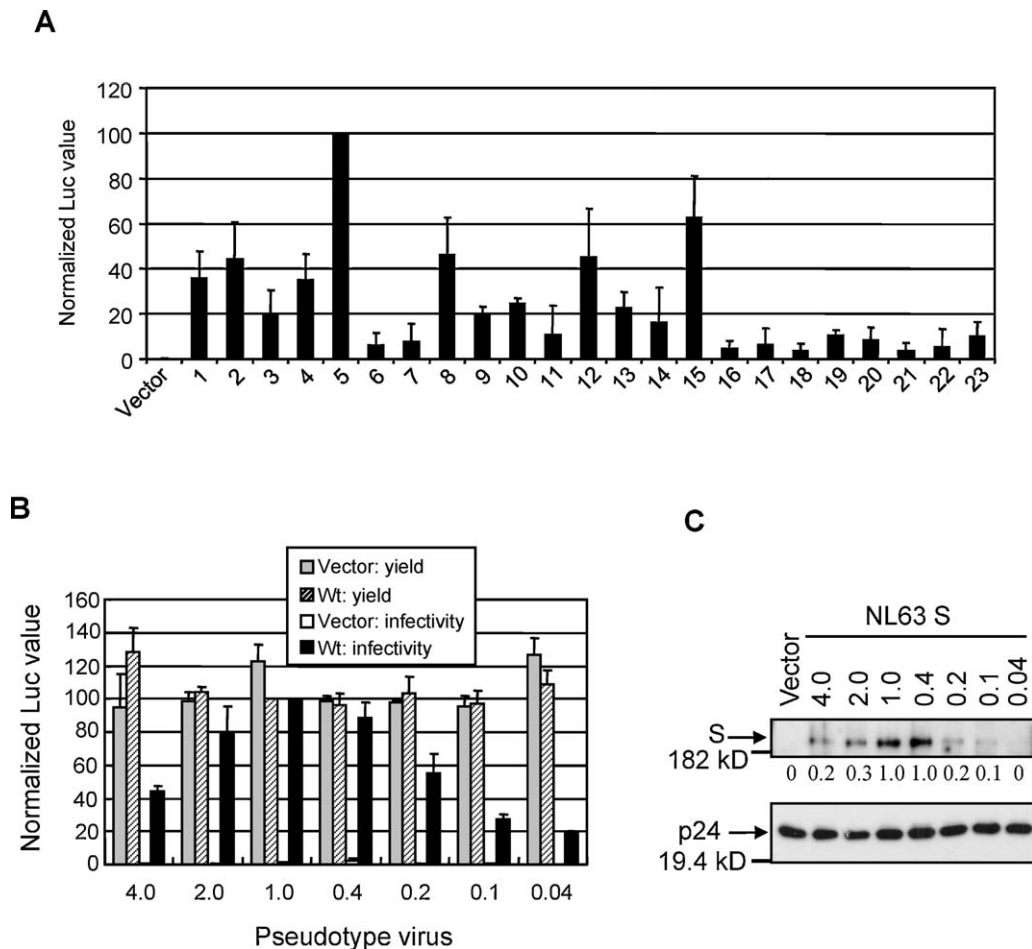 A
Normalized Luc value
120
100
80
60
40
20
0
Vector 1 2 3 4 5 6 7 8 9 10 11 12 13 14 15 16 17 18 19 20 21 22 23
B
Vector: yield
Wt: yield
Vector: infectivity
Wt: infectivity
Normalized Luc value
160
140
120
100
80
60
40
20
0
4.0 2.0 1.0 0.4 0.2 0.1 0.04
Pseudotype virus
C
NL63 S
Vector 4.0 2.0 1.0 0.4 0.2 0.1 0.04
S
182 kD
0 0.2 0.3 1.0 1.0 0.2 0.1 0
p24
19.4 kD